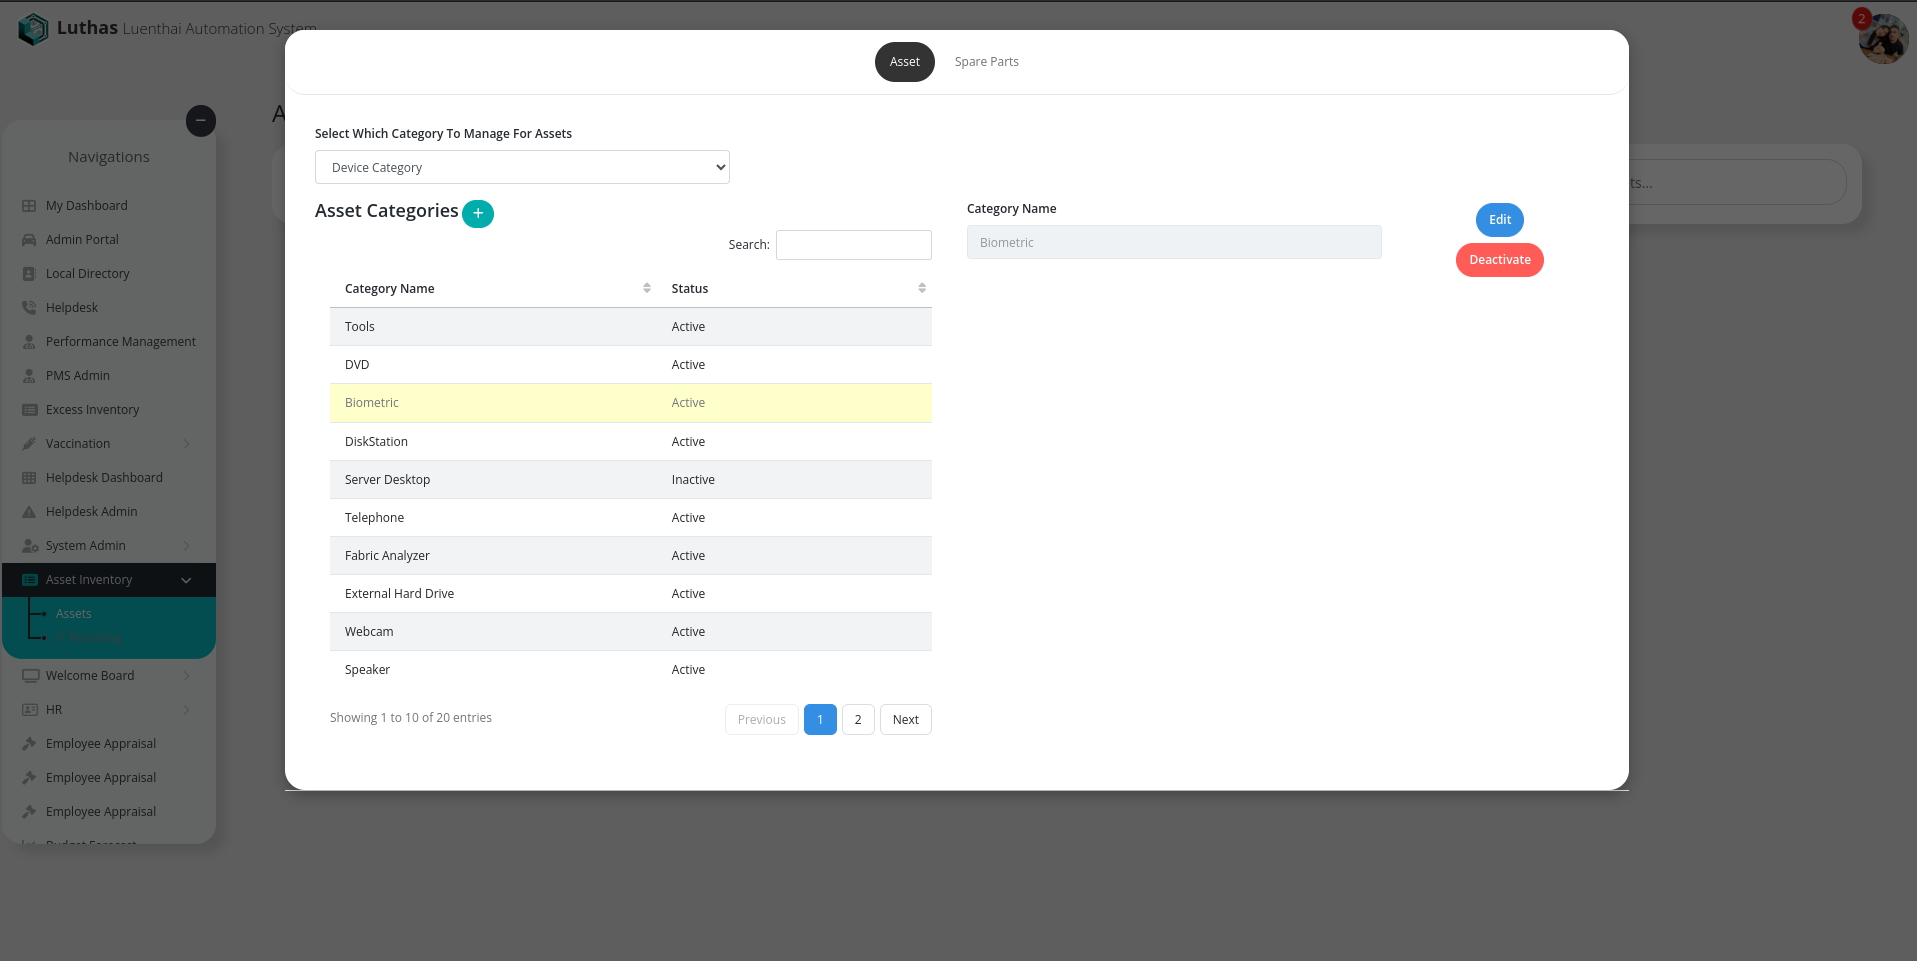 Luthas Luenthai Automation System
2
Asset
Spare Parts
A
Navigations
My Dashboard
Admin Portal
Local Directory
Helpdesk
Performance Management
PMS Admin
Excess Inventory
Vaccination
Helpdesk Dashboard
Helpdesk Admin
System Admin
Asset Inventory
Assets
Welcome Board
HR
Employee Appraisal
Employee Appraisal
Employee Appraisal
Budget Forecast
Select Which Category To Manage For Assets
Device Category
Asset Categories +
Search:
Category Name Status
Tools Active
DVD Active
Biometric Active
DiskStation Active
Server Desktop Inactive
Telephone Active
Fabric Analyzer Active
External Hard Drive Active
Webcam Active
Speaker Active
Showing 1 to 10 of 20 entries
Previous 1 2 Next
Category Name
Biometric
Edit
Deactivate
ts...